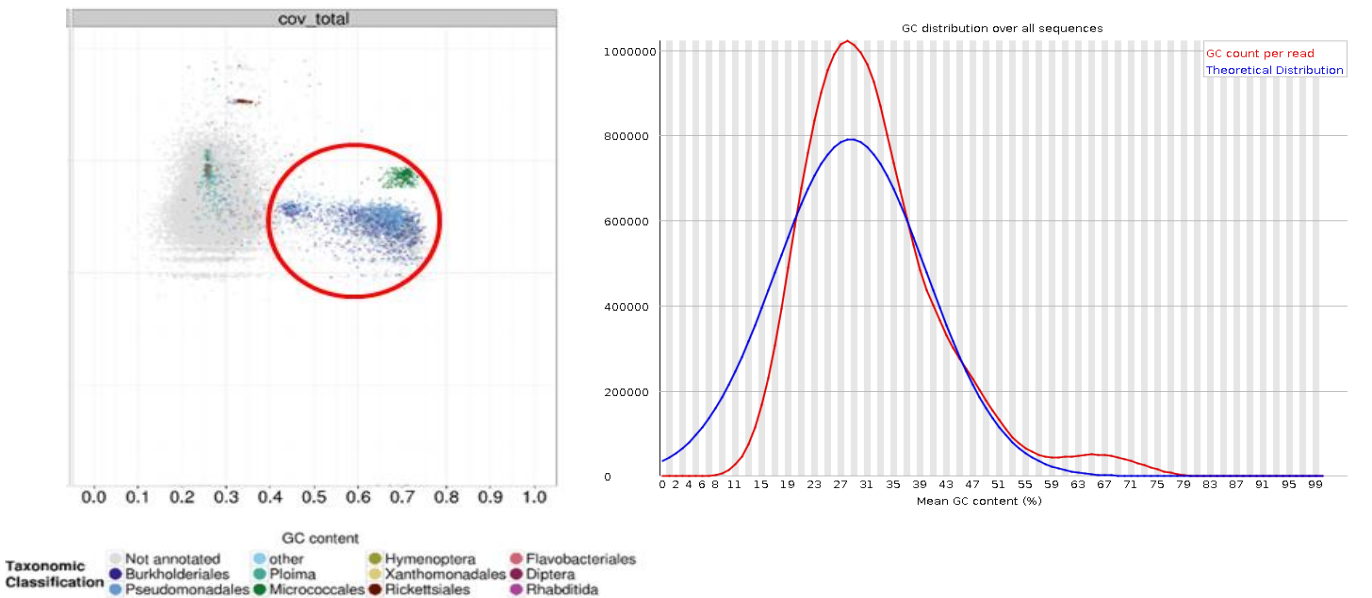 cov_total
0.0 0.1 0.2 0.3 0.4 0.5 0.6 0.7 0.8 0.9 1.0
GC content
Taxonomic
Classification
Not annotated other Hymenoptera Flavobacteriales
Burkholderiales Ploima Xanthomonadales Diptera
Pseudomonadales Micrococcales Rickettsiales Rhabditida
GC distribution over all sequences
GC count per read
Theoretical Distribution
1000000
800000
600000
400000
200000
0
0 2 4 6 8 11 15 19 23 27 31 35 39 43 47 51 55 59 63 67 71 75 79 83 87 91 95 99
Mean GC content (%)